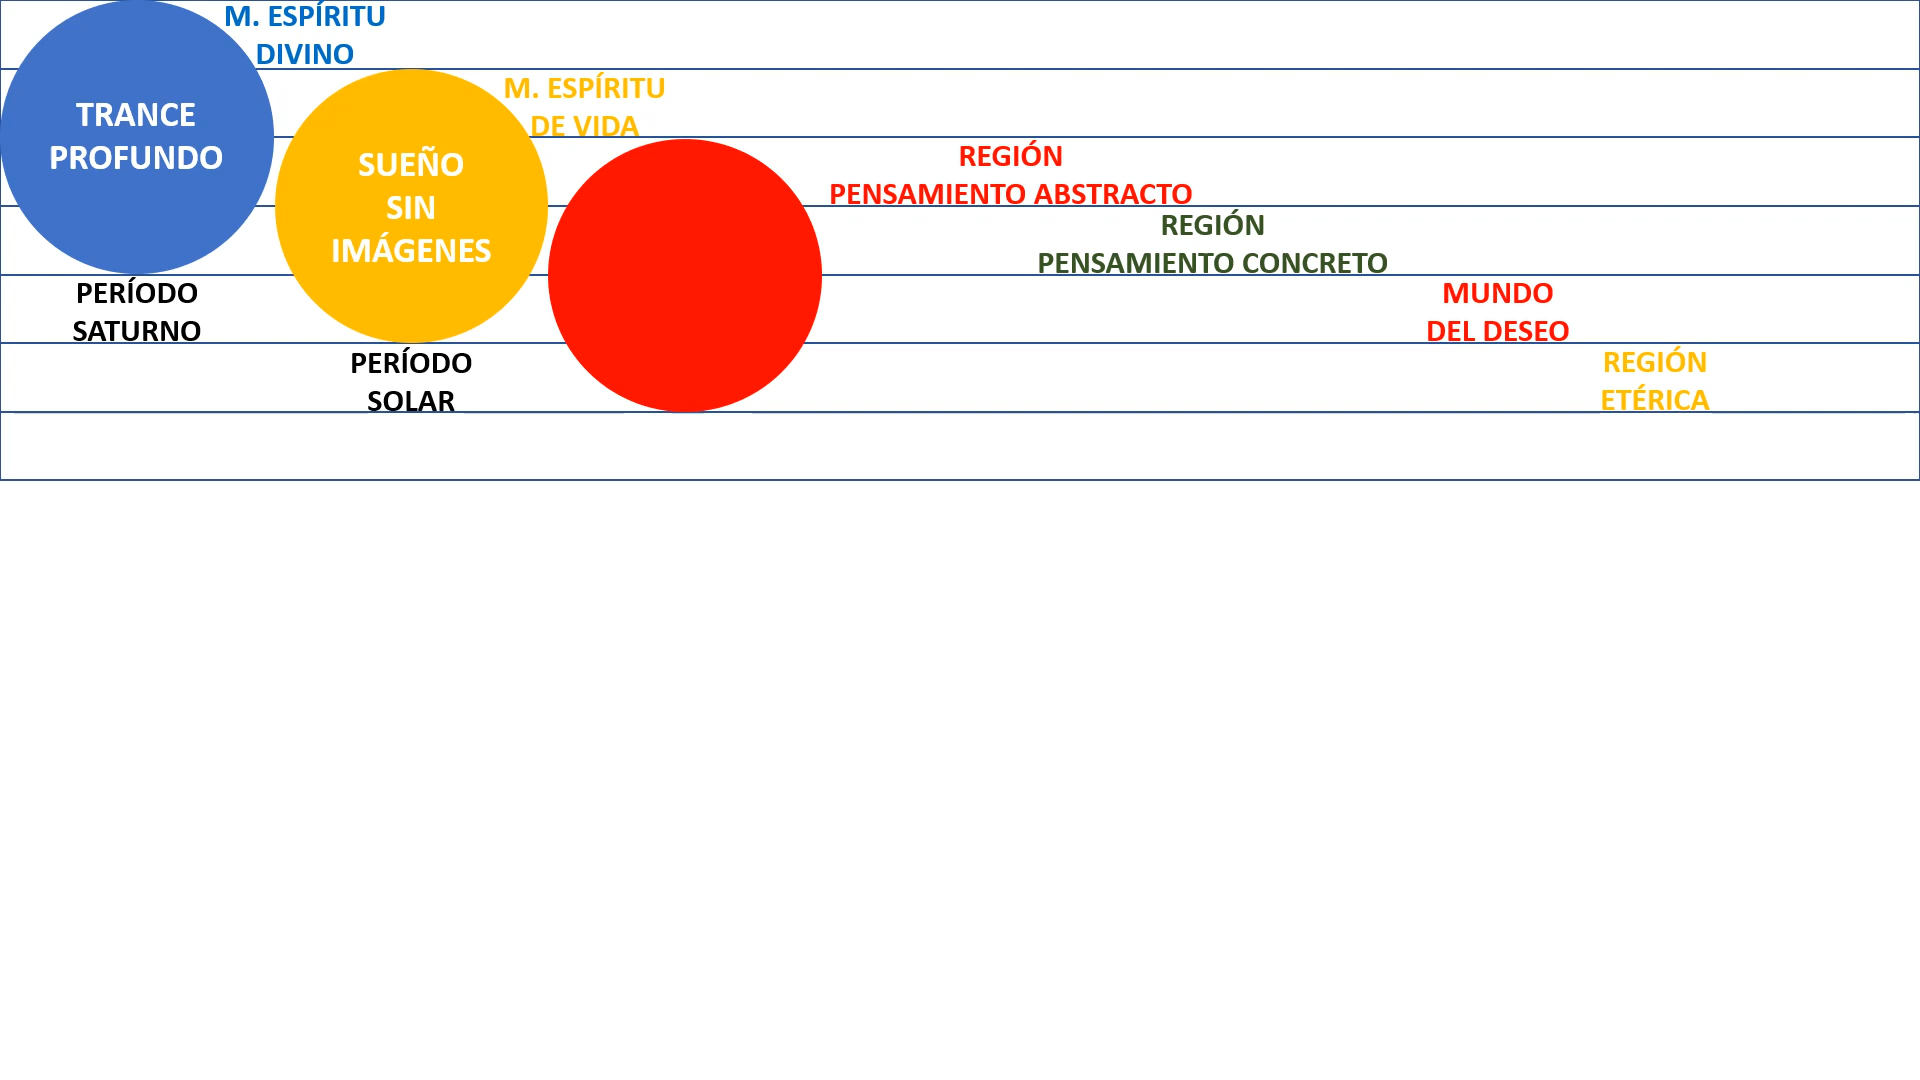 M. ESPÍRITU
DIVINO
TRANCE
PROFUNDO
M. ESPÍRITU
DE VIDA
SUEÑO
SIN
IMÁGENES
REGIÓN
PENSAMIENTO ABSTRACTO
REGIÓN
PENSAMIENTO CONCRETO
PERÍODO
SATURNO
MUNDO
DEL DESEO
PERÍODO
SOLAR
REGIÓN
ETÉRICA